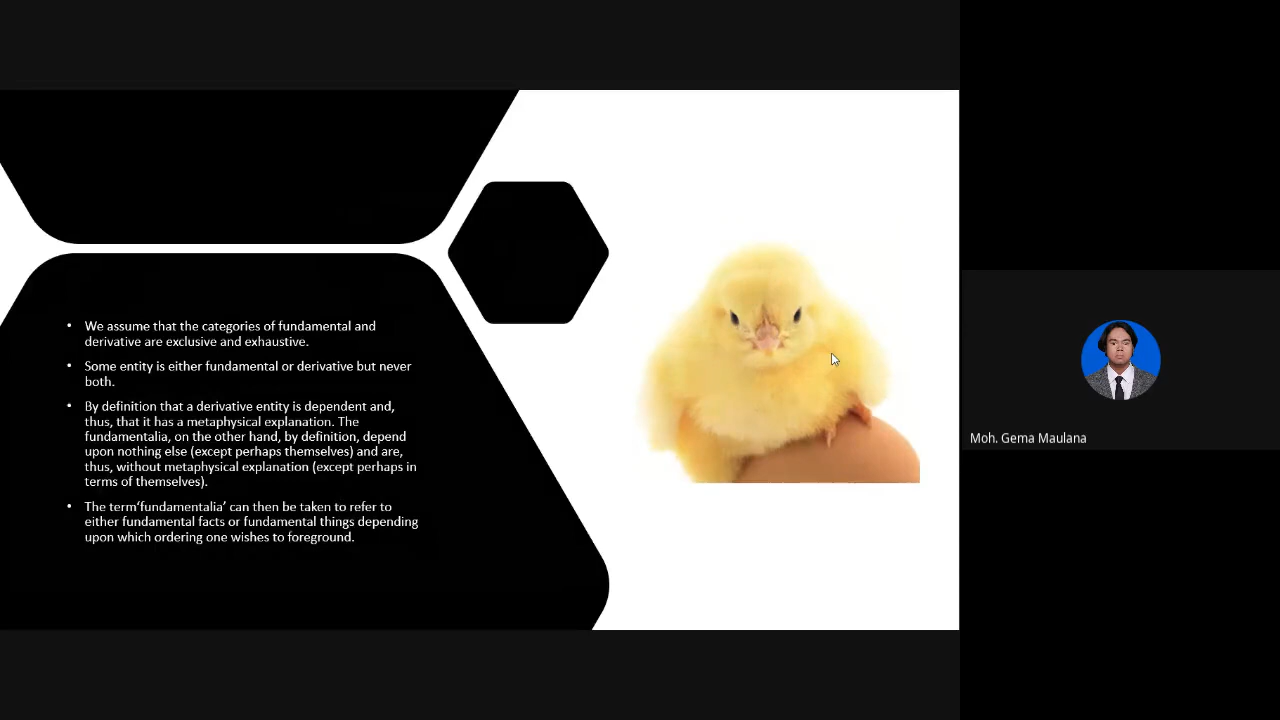 • We assume that the categories of fundamental and
derivative are exclusive and exhaustive.
• Some entity is either fundamental or derivative but never
both.
• By definition that a derivative entity is dependent and,
thus, that it has a metaphysical explanation. The
fundamentalia, on the other hand, by definition, depend
upon nothing else (except perhaps themselves) and are,
thus, without metaphysical explanation (except perhaps in
terms of themselves).
• The term‘fundamentalia’ can then be taken to refer to
either fundamental facts or fundamental things depending
upon which ordering one wishes to foreground.
Moh. Gema Maulana